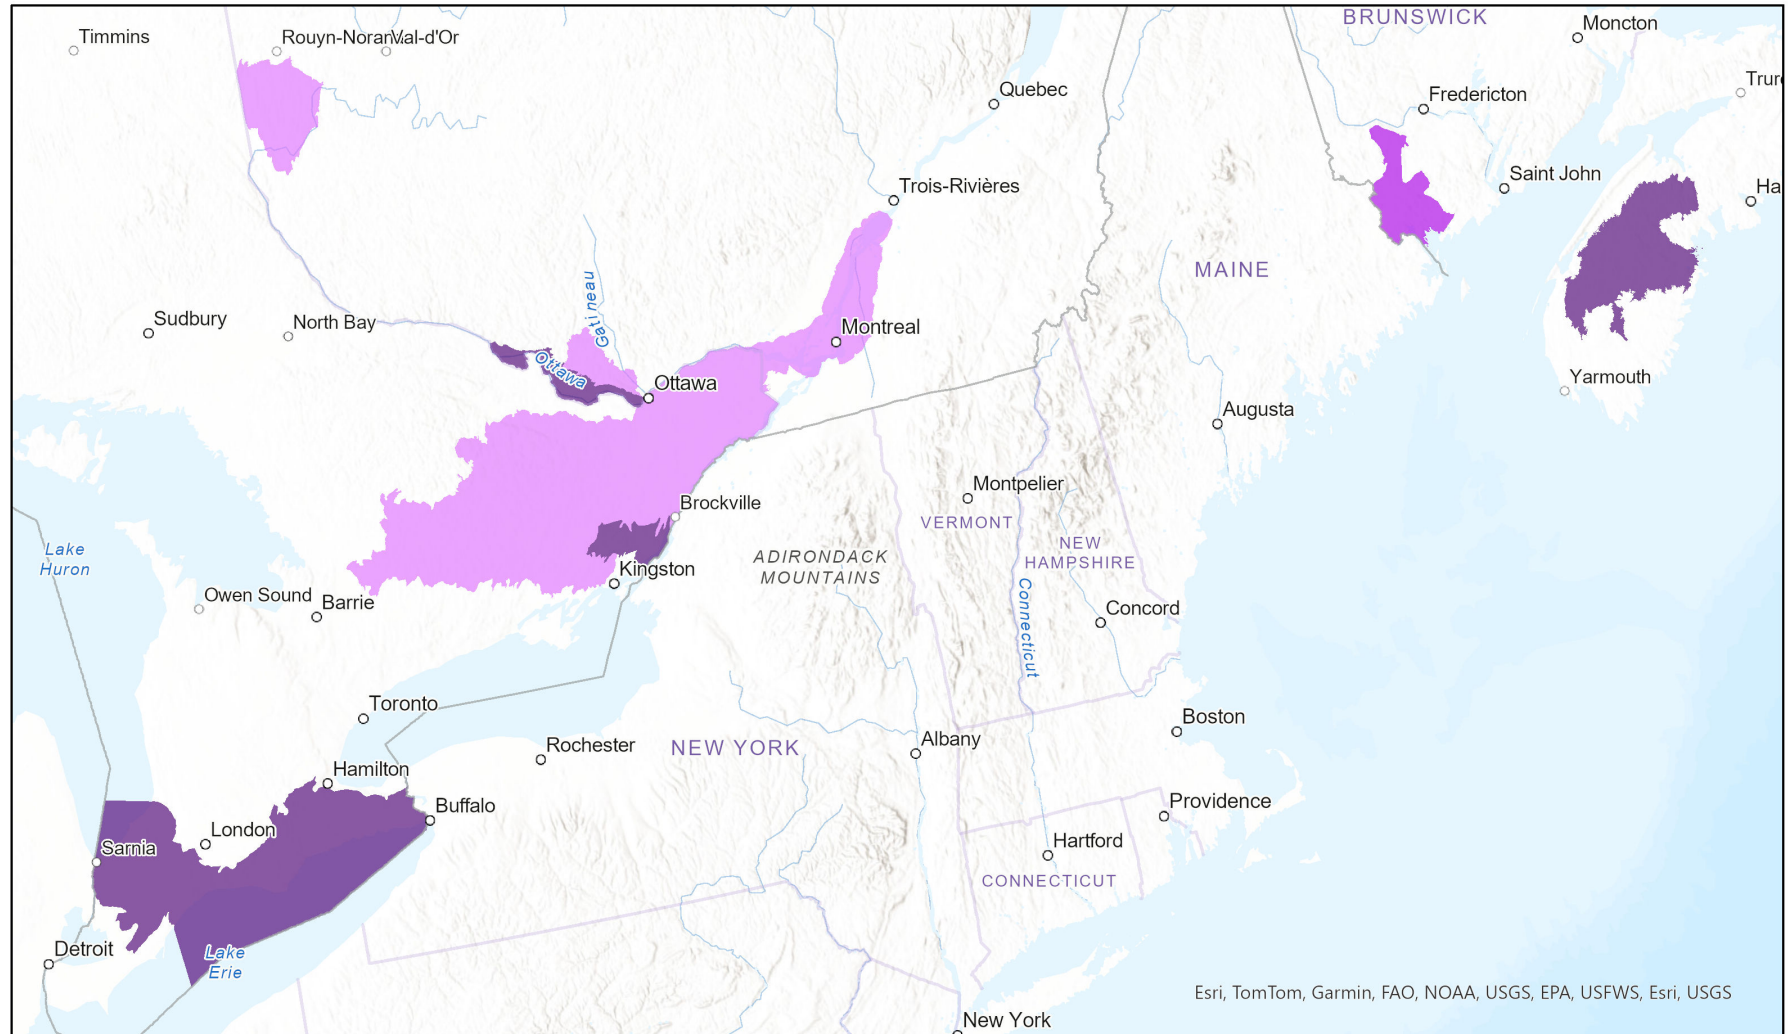 BRUNSWICK
Moncton
Timmins
Rouyn-Noran
Val-d'Or
Truro
Quebec
Fredericton
Trois-Rivières
Saint John
Ha
MAINE
Gatineau
Sudbury
North Bay
Montreal
Ottawa
Ottawa
Yarmouth
Augusta
Montpelier
Brockville
VERMONT
NEW
HAMPSHIRE
Lake
Huron
ADIRONDACK
MOUNTAINS
Kingston
Connecticut
Owen Sound
Barrie
Concord
Toronto
Boston
Rochester
NEW YORK
Albany
Hamilton
Buffalo
Providence
London
Sarnia
Hartford
CONNECTICUT
Detroit
Lake
Erie
Esri, TomTom, Garmin, FAO, NOAA, USGS, EPA, USFWS, Esri, USGS
New York